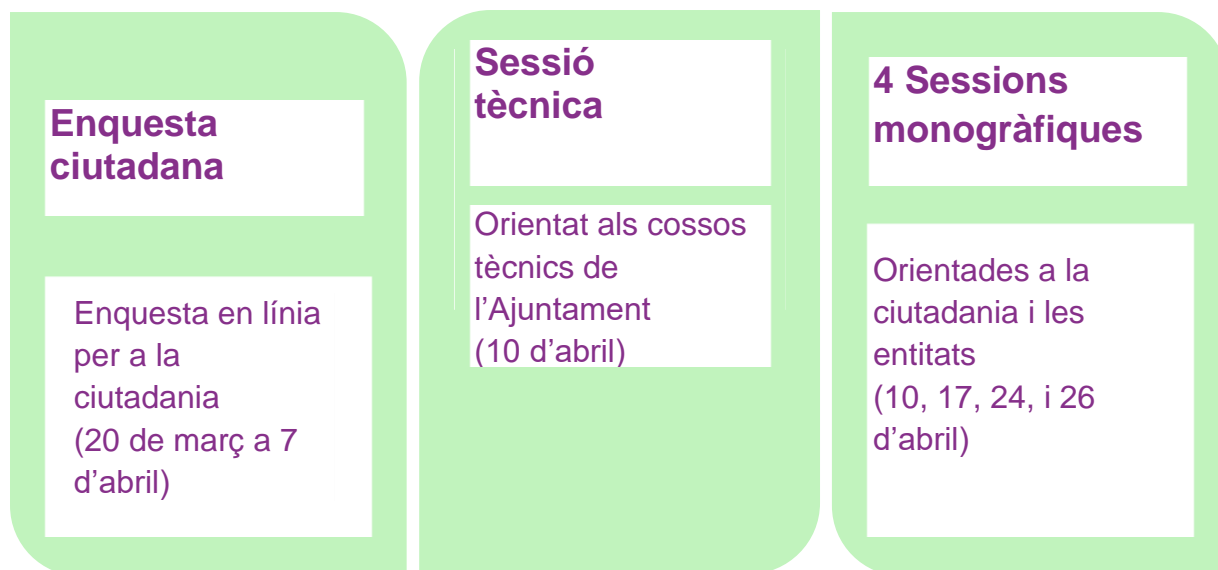 Enquesta
ciutadana
Enquesta en línia
per a la
ciutadania
(20 de març a 7
d’abril)
Sessió
tècnica
Orientat als cossos
tècnics de
l’Ajuntament
(10 d’abril)
4 Sessions
monogràfiques
Orientades a la
ciutadania i les
entitats
(10, 17, 24, i 26
d’abril)